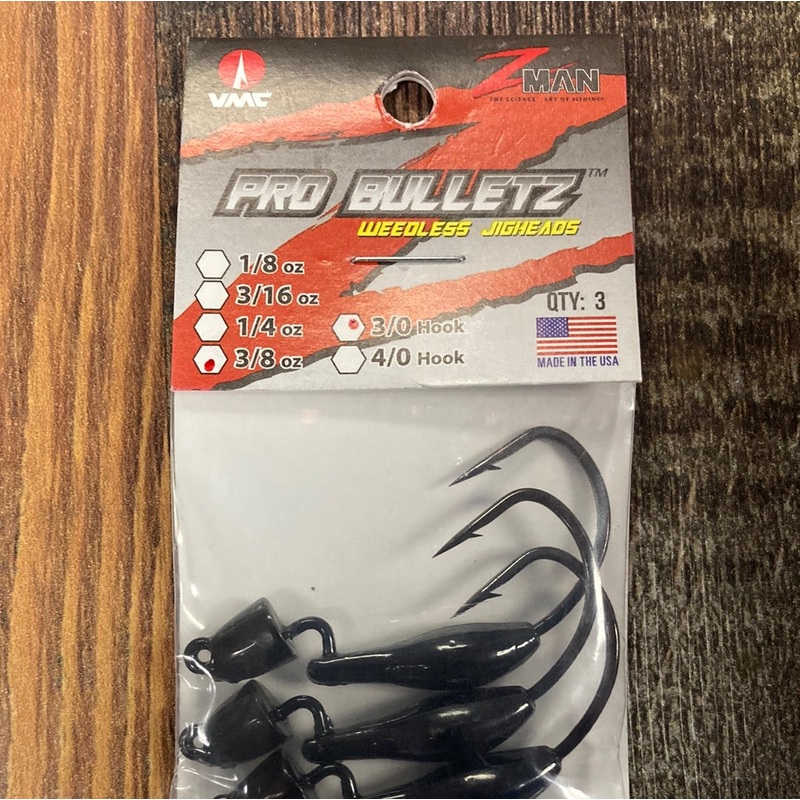 VMC
Z MAN
THE SCIENCE + ART OF FISHING®
PRO BULLETZ™
WEEDLESS JIGHEADS
1/8 oz
3/16 oz
1/4 oz
3/8 oz
3/0 Hook
4/0 Hook
QTY: 3
MADE IN THE USA